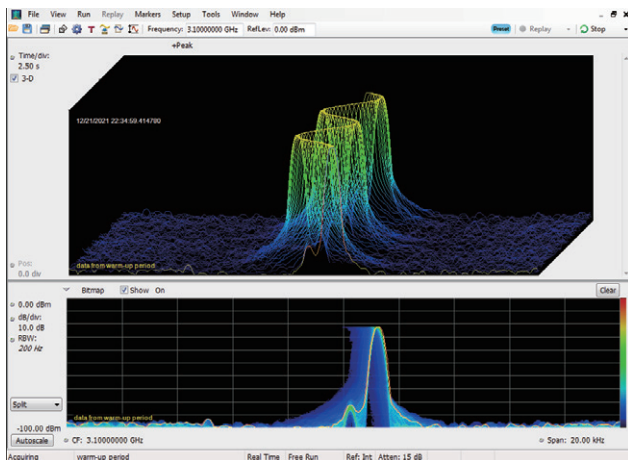 File View Run Replay Markers Setup Tools Window Help
Frequency: 3.10000000 GHz RefLev: 0.00 dBm Preset Replay Stop
+Peak
Time/div:
2.50 s
3-D
12/21/2021 22:34:59.414780
Pos:
0.0 div
data from warm-up period
Bitmap Show On Clear
0.00 dBm
dB/div:
10.0 dB
RBW:
200 Hz
Split
-100.00 dBm
data from warm-up period
Autoscale CF: 3.10000000 GHz Span: 20.00 kHz
Acquiring warm-up period Real Time Free Run Ref: Int Atten: 15 dB